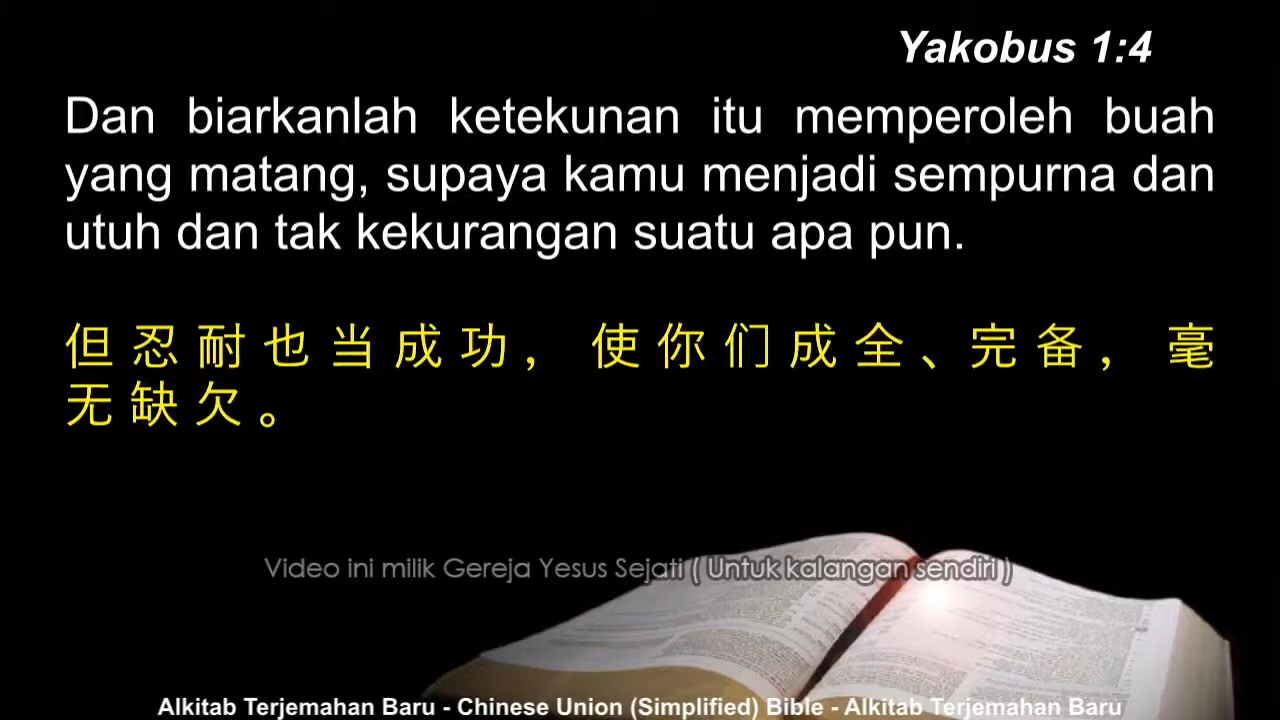 Yakobus 1:4
Dan biarkanlah ketekunan itu memperoleh buah
yang matang, supaya kamu menjadi sempurna dan
utuh dan tak kekurangan suatu apa pun.
但忍耐也当成功，使你们成全、完备，毫
无缺欠。
Video ini milik Gereja Yesus Sejati ( Untuk kalangan sendiri )
Alkitab Terjemahan Baru - Chinese Union (Simplified) Bible - Alkitab Terjemahan Baru